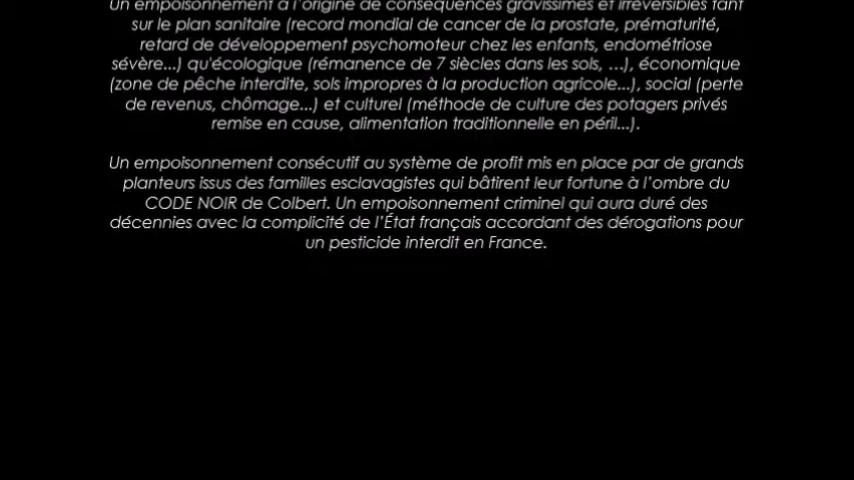 Un empoisonnement à l'origine de conséquences gravissimes et irréversibles tant
sur le plan sanitaire (record mondial de cancer de la prostate, prématurité,
retard de développement psychomoteur chez les enfants, endométriose
sévère...) qu'écologique (rémanence de 7 siècles dans les sols, ...), économique
(zone de pêche interdite, sols impropres à la production agricole...), social (perte
de revenus, chômage...) et culturel (méthode de culture des potagers privés
remise en cause, alimentation traditionnelle en péril...).
Un empoisonnement consécutif au système de profit mis en place par de grands
planteurs issus des familles esclavagistes qui bâtirent leur fortune à l'ombre du
CODE NOIR de Colbert. Un empoisonnement criminel qui aura duré des
décennies avec la complicité de l'État français accordant des dérogations pour
un pesticide interdit en France.